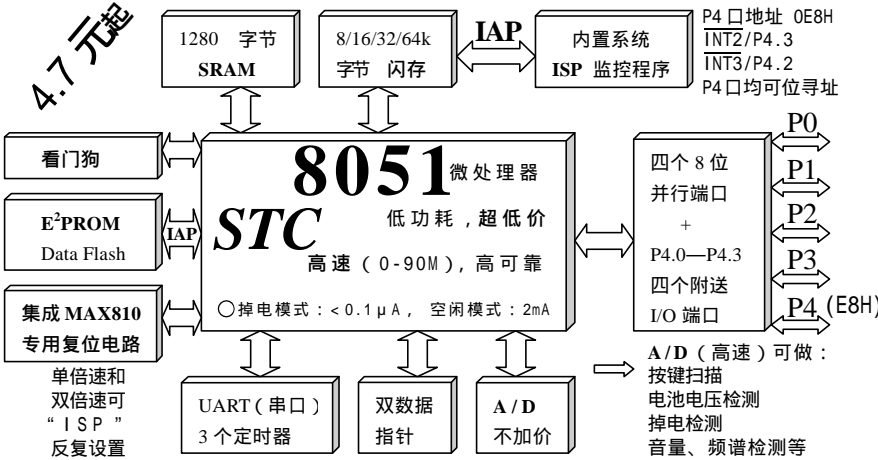 4.7 元起
1280 字节
SRAM
8/16/32/64k
字节 闪存
IAP
内置系统
ISP 监控程序
P4 口地址 0E8H
INT2/P4.3
INT3/P4.2
P4口均可位寻址
看门狗
E²PROM
Data Flash
IAP
集成 MAX810
专用复位电路
单倍速和
双倍速可
“ISP”
反复设置
8051 微处理器
STC
低功耗，超低价
高速（0-90M），高可靠
○掉电模式：<0.1μA， 空闲模式：2mA
四个 8 位
并行端口
+
P4.0—P4.3
四个附送
I/O 端口
P0
P1
P2
P3
P4 (E8H)
UART（串口）
3 个定时器
双数据
指针
A/D
不加价
A/D（高速）可做：
按键扫描
电池电压检测
掉电检测
音量、频谱检测等